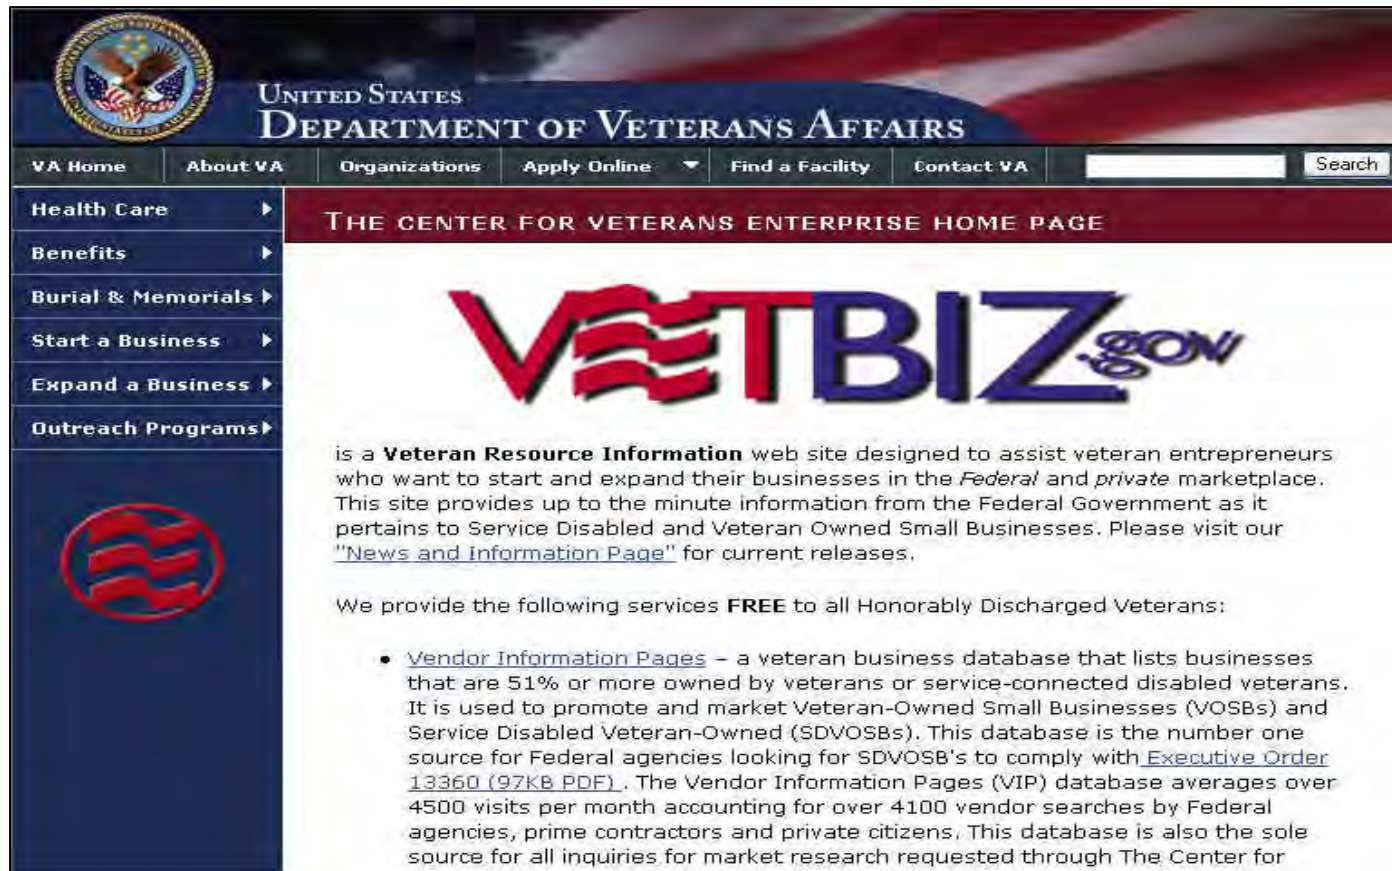 UNITED STATES
DEPARTMENT OF VETERANS AFFAIRS
VA Home About VA Organizations Apply Online Find a Facility Contact VA Search
Health Care
Benefits
Burial & Memorials
Start a Business
Expand a Business
Outreach Programs
THE CENTER FOR VETERANS ENTERPRISE HOME PAGE
VETBIZ.gov
is a Veteran Resource Information web site designed to assist veteran entrepreneurs
who want to start and expand their businesses in the Federal and private marketplace.
This site provides up to the minute information from the Federal Government as it
pertains to Service Disabled and Veteran Owned Small Businesses. Please visit our
"News and Information Page" for current releases.
We provide the following services FREE to all Honorably Discharged Veterans:
• Vendor Information Pages – a veteran business database that lists businesses
that are 51% or more owned by veterans or service-connected disabled veterans.
It is used to promote and market Veteran-Owned Small Businesses (VOSBs) and
Service Disabled Veteran-Owned (SDVOSBs). This database is the number one
source for Federal agencies looking for SDVOSB's to comply with Executive Order
13360 (97KB PDF) . The Vendor Information Pages (VIP) database averages over
4500 visits per month accounting for over 4100 vendor searches by Federal
agencies, prime contractors and private citizens. This database is also the sole
source for all inquiries for market research requested through The Center for